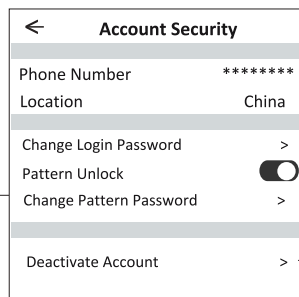 Account Security
Phone Number ********
Location China
Change Login Password >
Pattern Unlock
Change Pattern Password >
Deactivate Account >